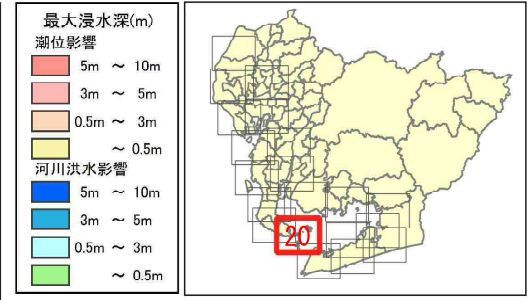 最大浸水深(m)
潮位影響
5m ～ 10m
3m ～ 5m
0.5m ～ 3m
～ 0.5m
河川洪水影響
5m ～ 10m
3m ～ 5m
0.5m ～ 3m
～ 0.5m
20